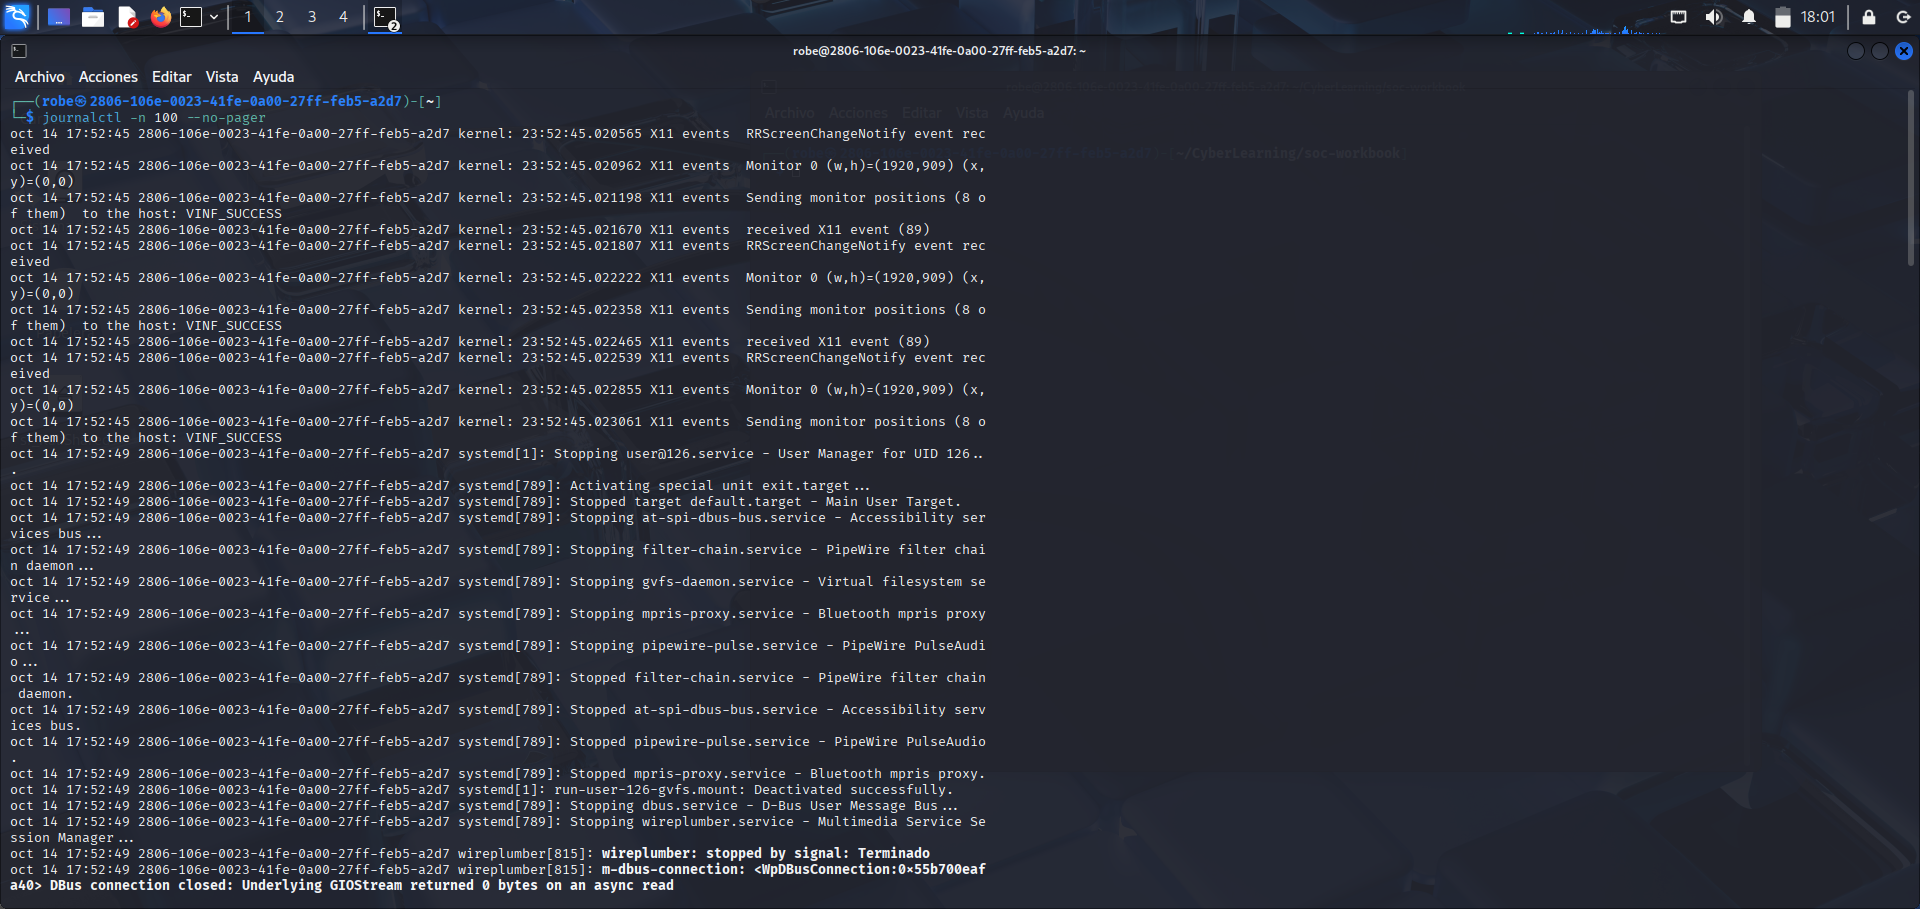 1 2 3 4
2
18:01
robe@2806-106e-0023-41fe-0a00-27ff-feb5-a2d7: ~
Archivo Acciones Editar Vista Ayuda
┌──(robe㉿2806-106e-0023-41fe-0a00-27ff-feb5-a2d7)-[~]
└─$ journalctl -n 100 --no-pager
oct 14 17:52:45 2806-106e-0023-41fe-0a00-27ff-feb5-a2d7 kernel: 23:52:45.020565 X11 events  RRScreenChangeNotify event rec
eived
oct 14 17:52:45 2806-106e-0023-41fe-0a00-27ff-feb5-a2d7 kernel: 23:52:45.020962 X11 events  Monitor 0 (w,h)=(1920,909) (x,
y)=(0,0)
oct 14 17:52:45 2806-106e-0023-41fe-0a00-27ff-feb5-a2d7 kernel: 23:52:45.021198 X11 events  Sending monitor positions (8 o
f them)  to the host: VINF_SUCCESS
oct 14 17:52:45 2806-106e-0023-41fe-0a00-27ff-feb5-a2d7 kernel: 23:52:45.021670 X11 events  received X11 event (89)
oct 14 17:52:45 2806-106e-0023-41fe-0a00-27ff-feb5-a2d7 kernel: 23:52:45.021807 X11 events  RRScreenChangeNotify event rec
eived
oct 14 17:52:45 2806-106e-0023-41fe-0a00-27ff-feb5-a2d7 kernel: 23:52:45.022222 X11 events  Monitor 0 (w,h)=(1920,909) (x,
y)=(0,0)
oct 14 17:52:45 2806-106e-0023-41fe-0a00-27ff-feb5-a2d7 kernel: 23:52:45.022358 X11 events  Sending monitor positions (8 o
f them)  to the host: VINF_SUCCESS
oct 14 17:52:45 2806-106e-0023-41fe-0a00-27ff-feb5-a2d7 kernel: 23:52:45.022465 X11 events  received X11 event (89)
oct 14 17:52:45 2806-106e-0023-41fe-0a00-27ff-feb5-a2d7 kernel: 23:52:45.022539 X11 events  RRScreenChangeNotify event rec
eived
oct 14 17:52:45 2806-106e-0023-41fe-0a00-27ff-feb5-a2d7 kernel: 23:52:45.022855 X11 events  Monitor 0 (w,h)=(1920,909) (x,
y)=(0,0)
oct 14 17:52:45 2806-106e-0023-41fe-0a00-27ff-feb5-a2d7 kernel: 23:52:45.023061 X11 events  Sending monitor positions (8 o
f them)  to the host: VINF_SUCCESS
oct 14 17:52:49 2806-106e-0023-41fe-0a00-27ff-feb5-a2d7 systemd[1]: Stopping user@126.service - User Manager for UID 126..
.
oct 14 17:52:49 2806-106e-0023-41fe-0a00-27ff-feb5-a2d7 systemd[789]: Activating special unit exit.target...
oct 14 17:52:49 2806-106e-0023-41fe-0a00-27ff-feb5-a2d7 systemd[789]: Stopped target default.target - Main User Target.
oct 14 17:52:49 2806-106e-0023-41fe-0a00-27ff-feb5-a2d7 systemd[789]: Stopping at-spi-dbus-bus.service - Accessibility ser
vices bus...
oct 14 17:52:49 2806-106e-0023-41fe-0a00-27ff-feb5-a2d7 systemd[789]: Stopping filter-chain.service - PipeWire filter chai
n daemon...
oct 14 17:52:49 2806-106e-0023-41fe-0a00-27ff-feb5-a2d7 systemd[789]: Stopping gvfs-daemon.service - Virtual filesystem se
rvice...
oct 14 17:52:49 2806-106e-0023-41fe-0a00-27ff-feb5-a2d7 systemd[789]: Stopping mpris-proxy.service - Bluetooth mpris proxy
...
oct 14 17:52:49 2806-106e-0023-41fe-0a00-27ff-feb5-a2d7 systemd[789]: Stopping pipewire-pulse.service - PipeWire PulseAudi
o...
oct 14 17:52:49 2806-106e-0023-41fe-0a00-27ff-feb5-a2d7 systemd[789]: Stopped filter-chain.service - PipeWire filter chain
 daemon.
oct 14 17:52:49 2806-106e-0023-41fe-0a00-27ff-feb5-a2d7 systemd[789]: Stopped at-spi-dbus-bus.service - Accessibility serv
ices bus.
oct 14 17:52:49 2806-106e-0023-41fe-0a00-27ff-feb5-a2d7 systemd[789]: Stopped pipewire-pulse.service - PipeWire PulseAudio
.
oct 14 17:52:49 2806-106e-0023-41fe-0a00-27ff-feb5-a2d7 systemd[789]: Stopped mpris-proxy.service - Bluetooth mpris proxy.
oct 14 17:52:49 2806-106e-0023-41fe-0a00-27ff-feb5-a2d7 systemd[1]: run-user-126-gvfs.mount: Deactivated successfully.
oct 14 17:52:49 2806-106e-0023-41fe-0a00-27ff-feb5-a2d7 systemd[789]: Stopping dbus.service - D-Bus User Message Bus...
oct 14 17:52:49 2806-106e-0023-41fe-0a00-27ff-feb5-a2d7 systemd[789]: Stopping wireplumber.service - Multimedia Service Se
ssion Manager...
oct 14 17:52:49 2806-106e-0023-41fe-0a00-27ff-feb5-a2d7 wireplumber[815]: wireplumber: stopped by signal: Terminado
oct 14 17:52:49 2806-106e-0023-41fe-0a00-27ff-feb5-a2d7 wireplumber[815]: m-dbus-connection: <WpDBusConnection:0x55b700eaf
a40> DBus connection closed: Underlying GIOStream returned 0 bytes on an async read
Archivo Acciones Editar Vista Ayuda
~/CyberLearning/soc-workbook